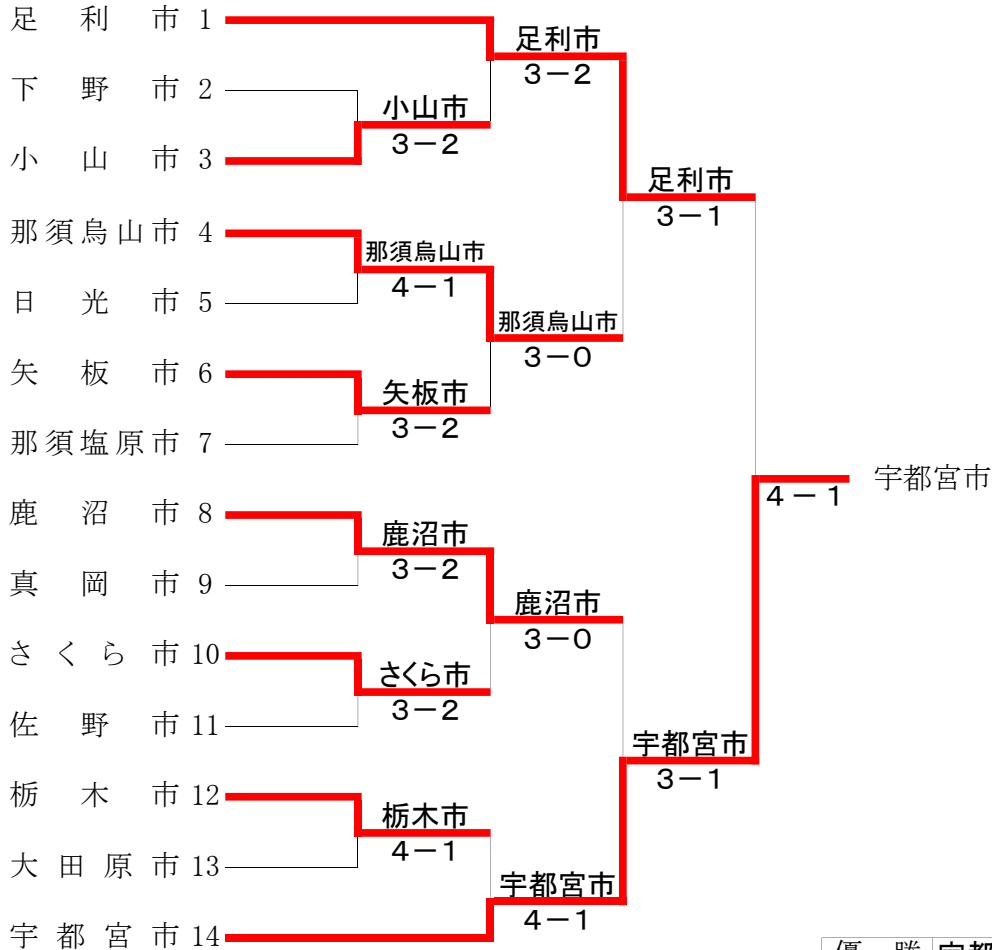 足利市 1
足利市
3－2
下野市 2
小山市
3－2
小山市 3
足利市
3－1
那須烏山市 4
那須烏山市
4－1
日光市 5
那須烏山市
3－0
矢板市 6
矢板市
3－2
那須塩原市 7
宇都宮市
4－1
鹿沼市 8
鹿沼市
3－2
真岡市 9
鹿沼市
3－0
さくら市 10
さくら市
3－2
佐野市 11
宇都宮市
3－1
栃木市 12
栃木市
4－1
大田原市 13
宇都宮市
4－1
宇都宮市 14
優勝